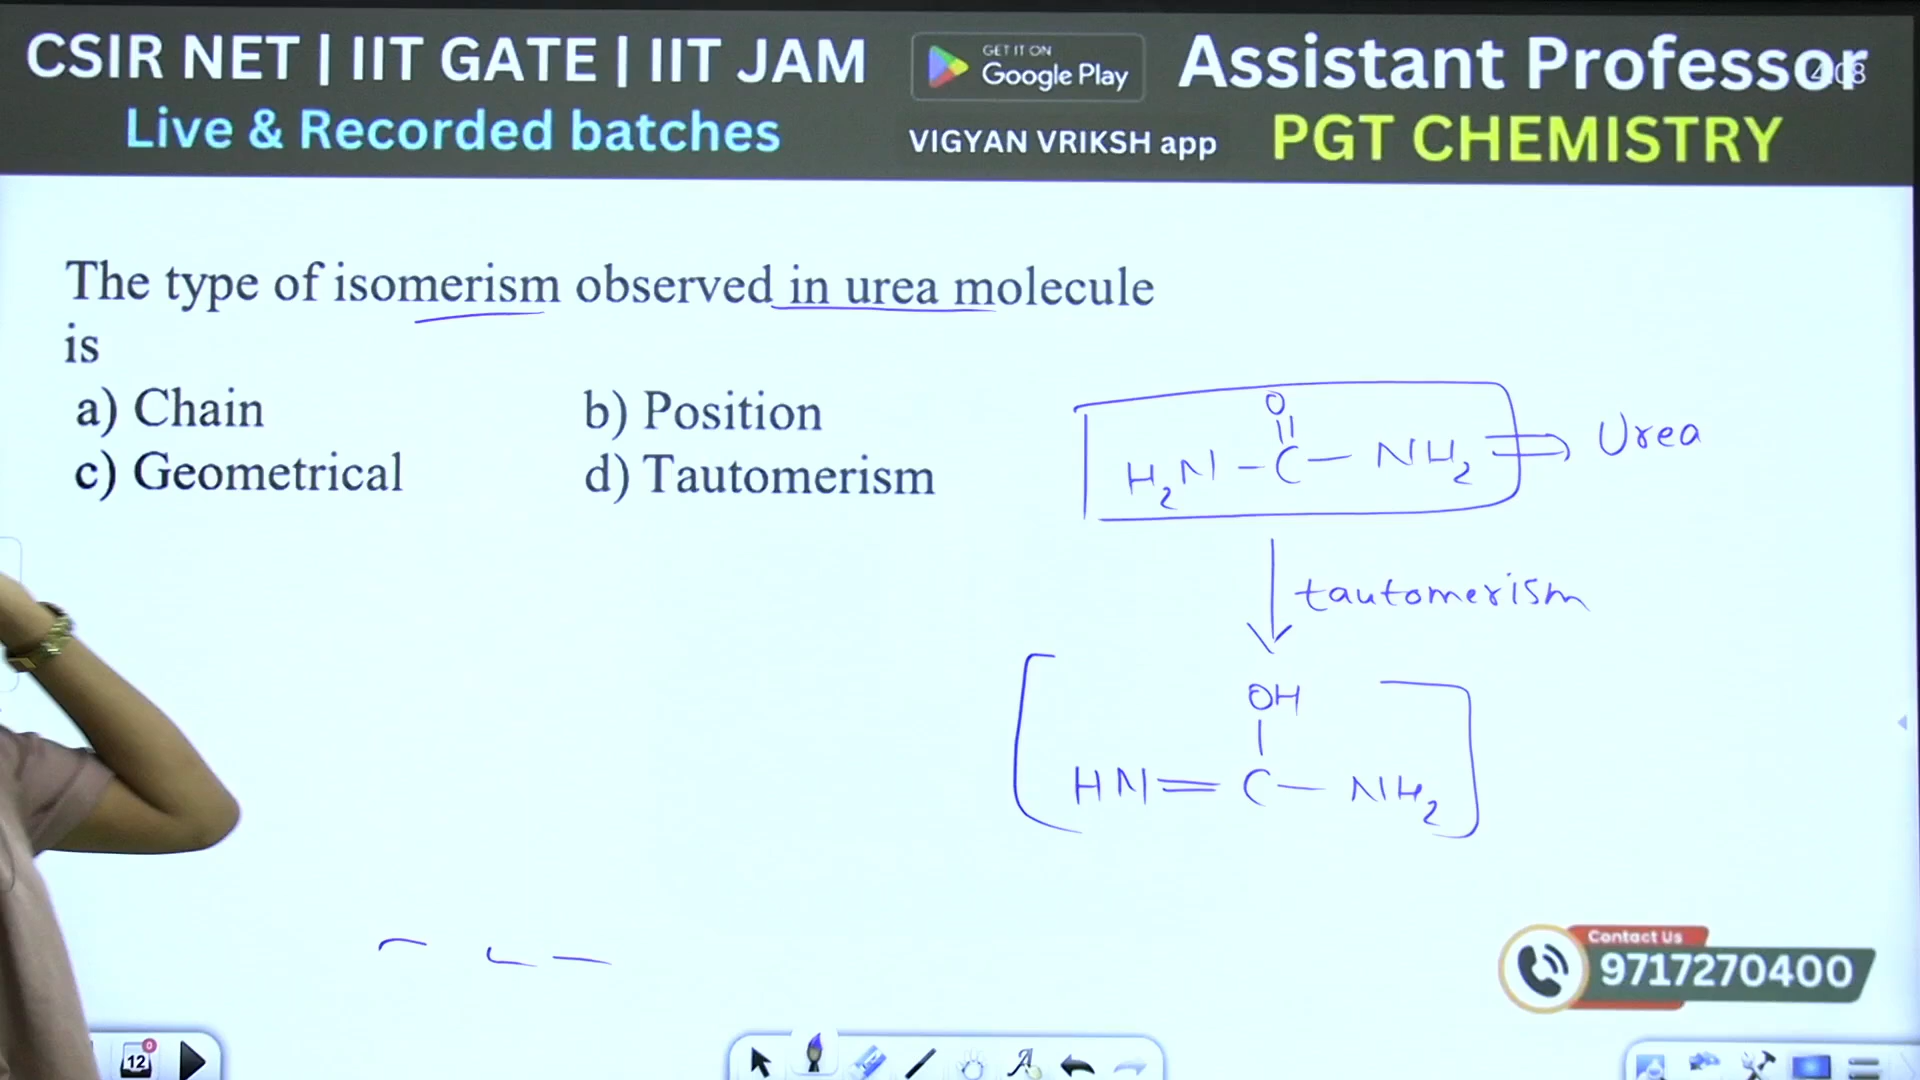 CSIR NET | IIT GATE | IIT JAM
Live & Recorded batches
GET IT ON
Google Play
VIGYAN VRIKSH app
Assistant Professor
PGT CHEMISTRY
The type of isomerism observed in urea molecule
is
a) Chain b) Position
c) Geometrical d) Tautomerism
O
||
H₂N – C – NH₂ ⇒ Urea
tautomerism
OH
|
HN = C – NH₂
Contact Us
9717270400
12
0
A